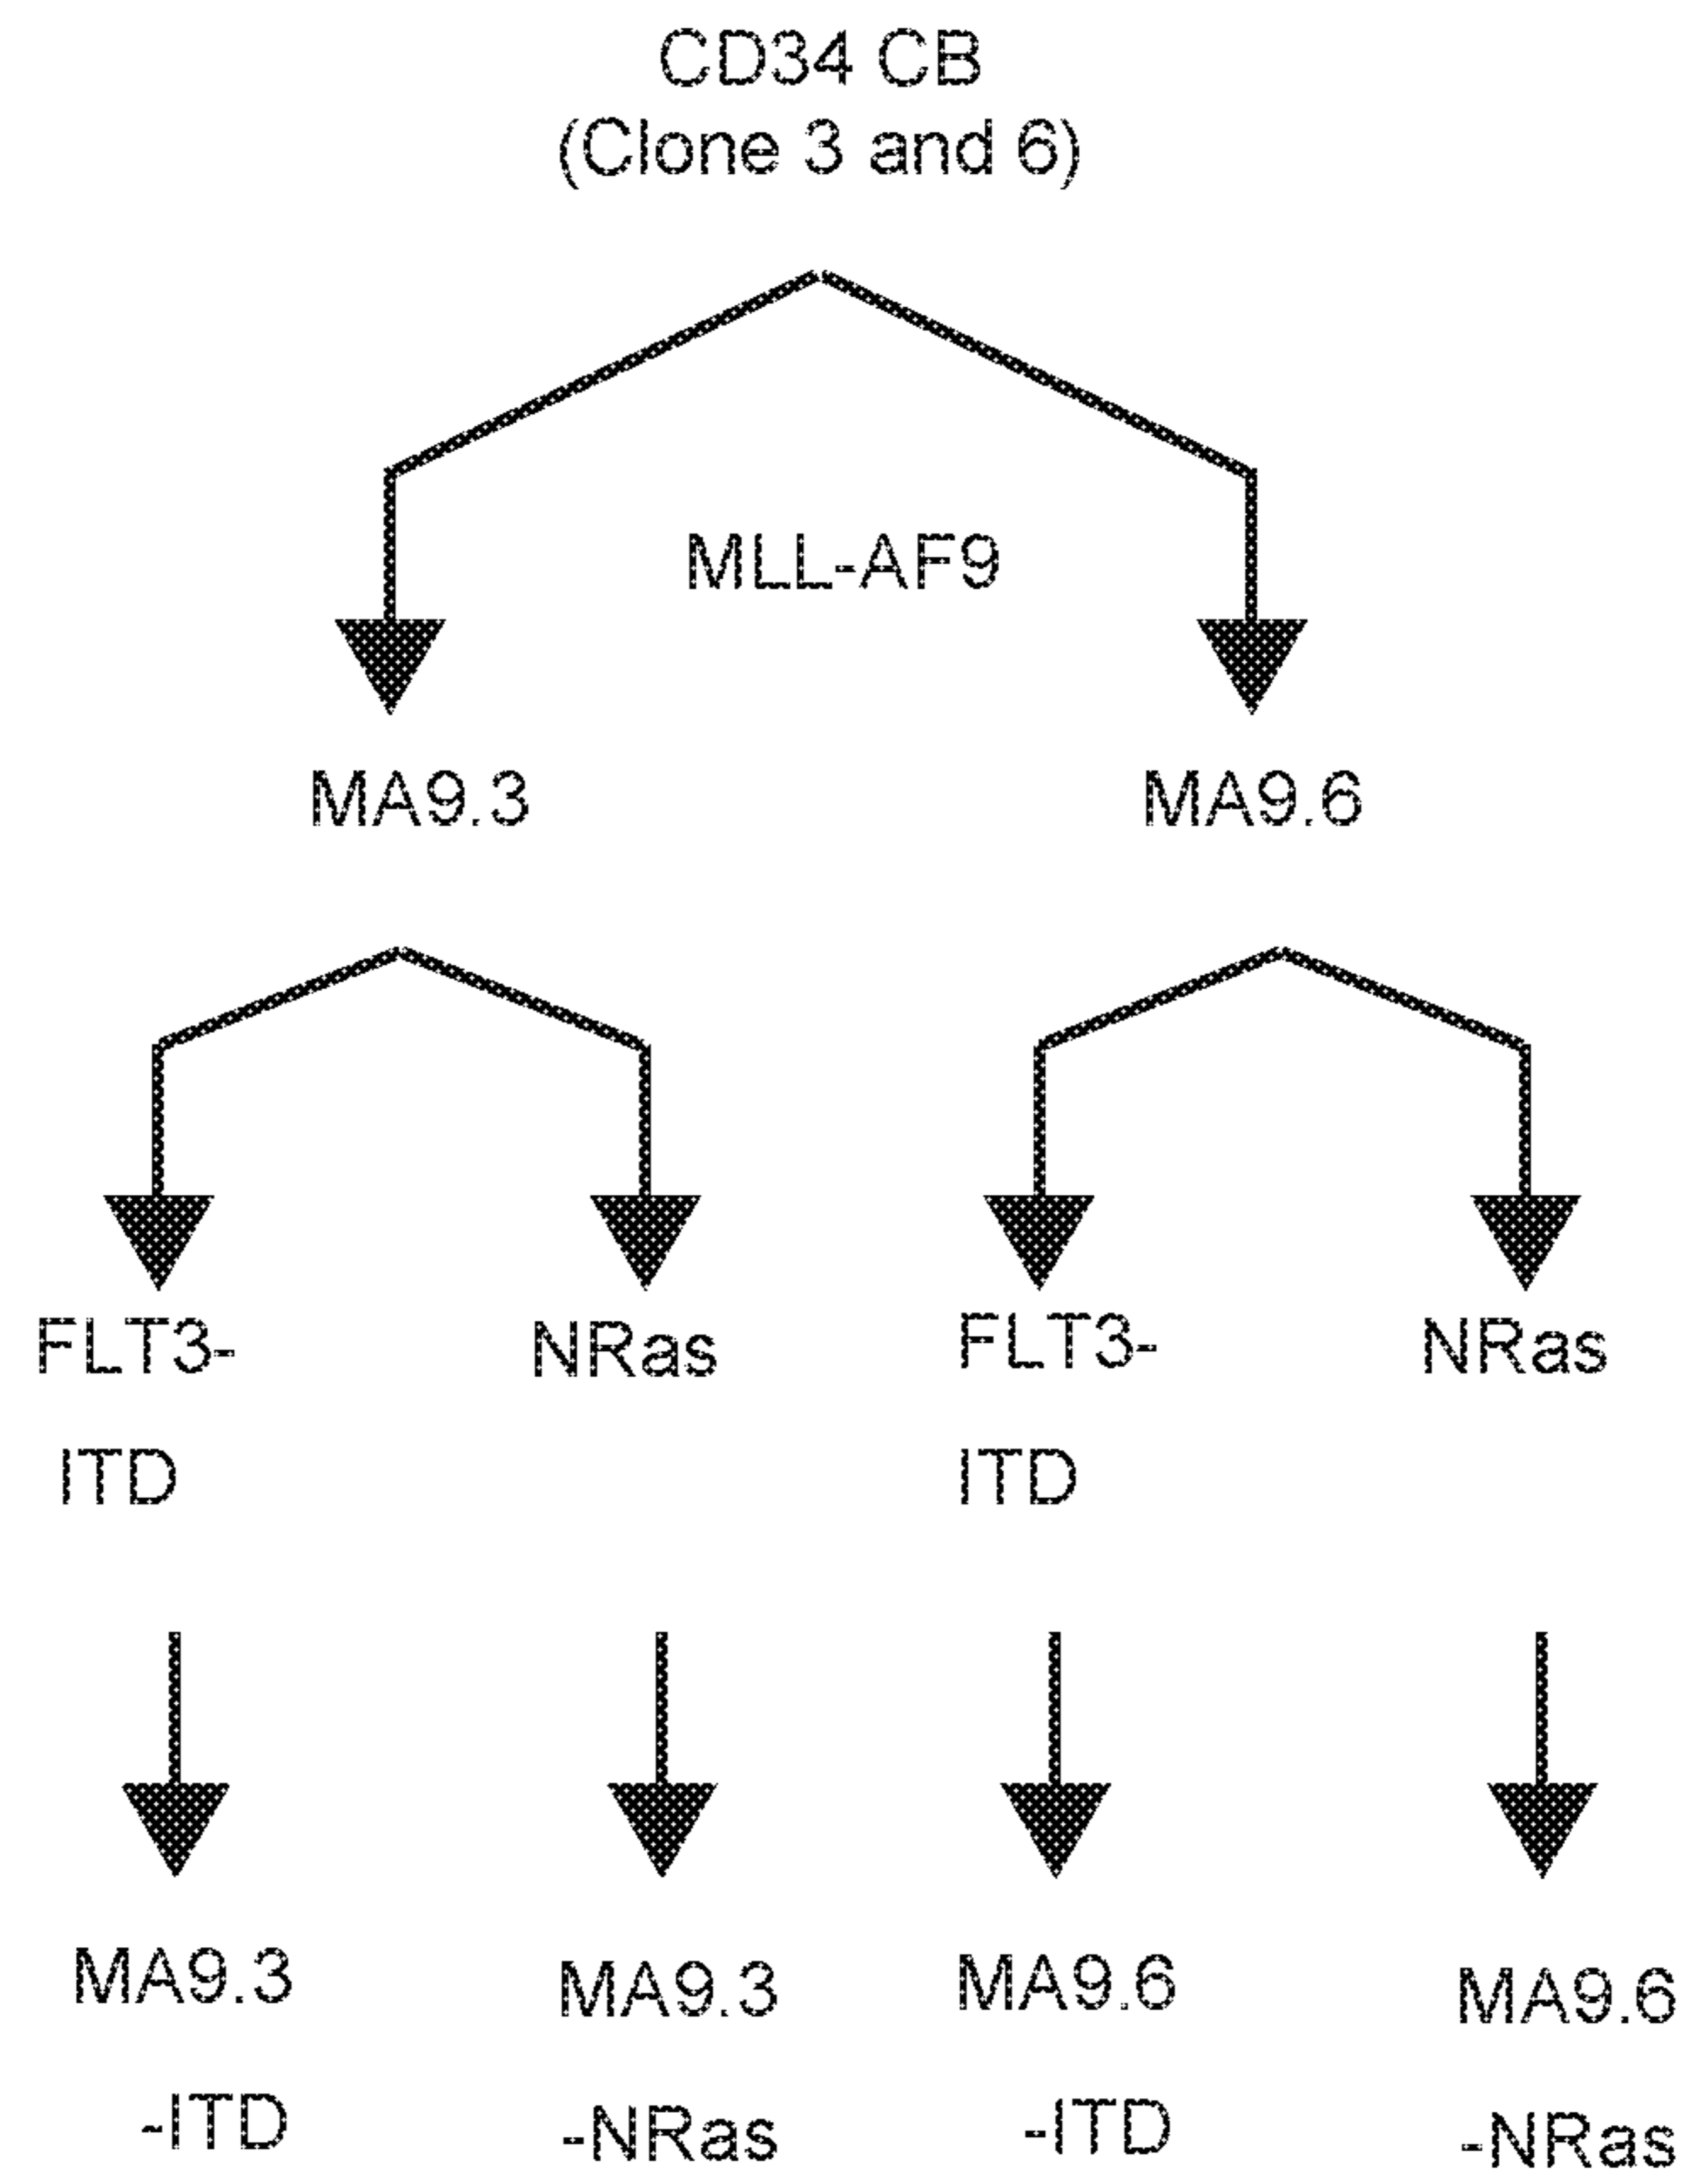 CD34 CB
(Clone 3 and 6)
MLL-AF9
MA9.3
MA9.6
FLT3-
ITD
NRas
FLT3-
ITD
NRas
MA9.3
-ITD
MA9.3
-NRas
MA9.6
-ITD
MA9.6
-NRas